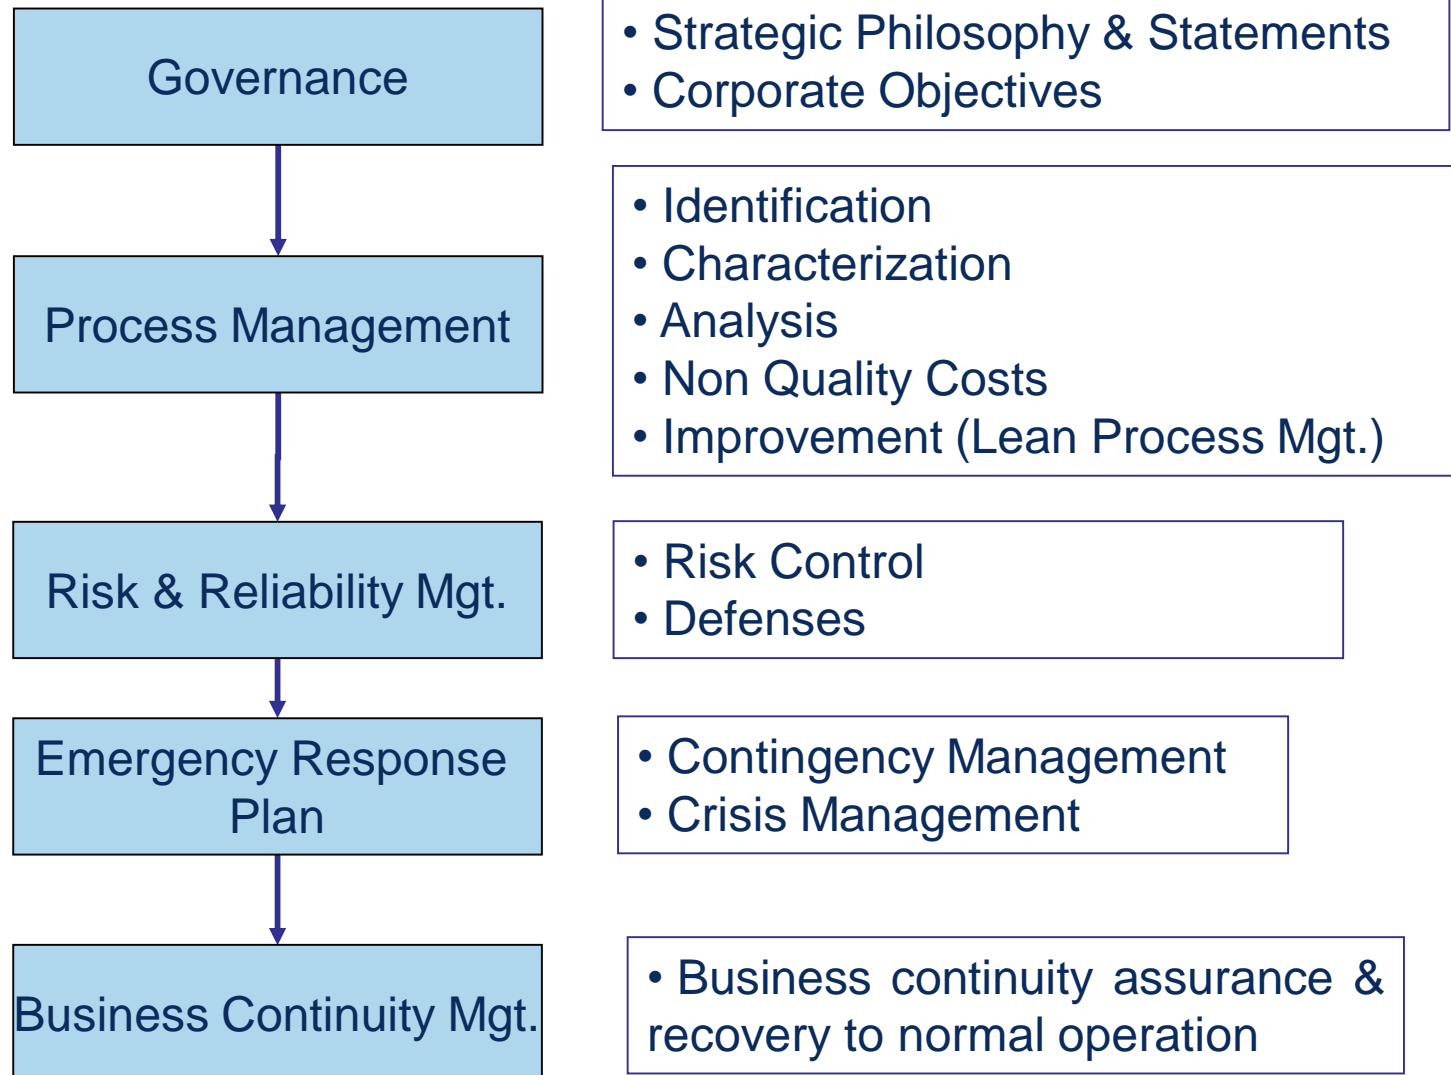 Governance
• Strategic Philosophy & Statements
• Corporate Objectives
Process Management
• Identification
• Characterization
• Analysis
• Non Quality Costs
• Improvement (Lean Process Mgt.)
Risk & Reliability Mgt.
• Risk Control
• Defenses
Emergency Response
Plan
• Contingency Management
• Crisis Management
Business Continuity Mgt.
• Business continuity assurance &
recovery to normal operation